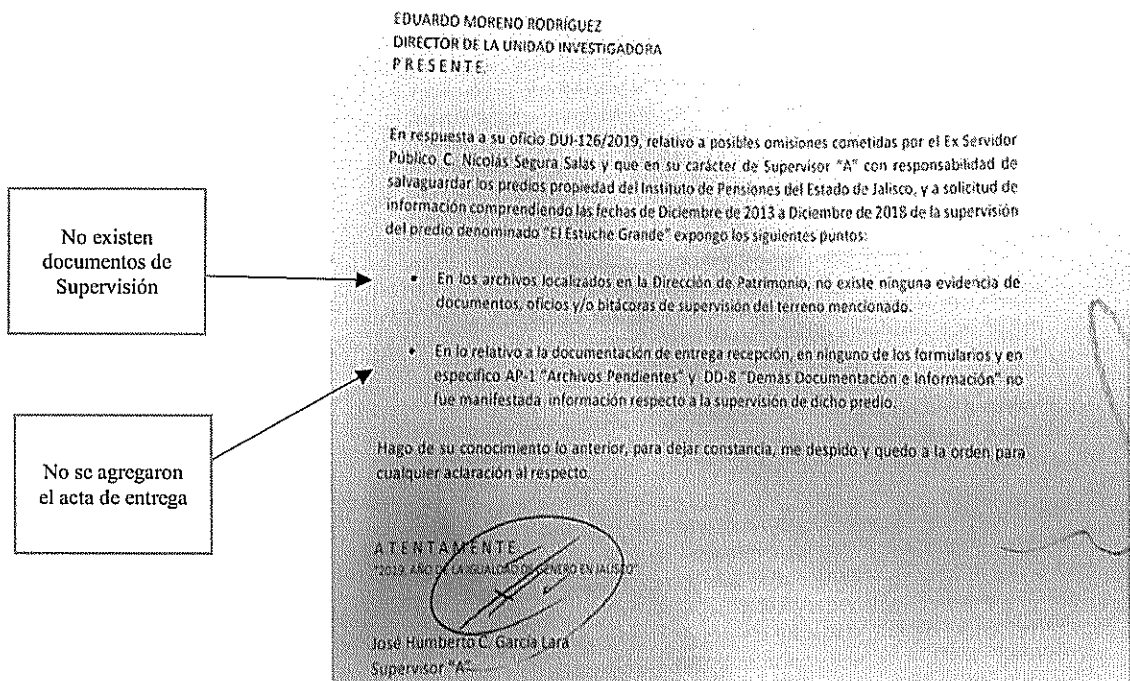 EDUARDO MORENO RODRÍGUEZ
DIRECTOR DE LA UNIDAD INVESTIGADORA
P R E S E N T E
En respuesta a su oficio DUI-126/2019, relativo a posibles omisiones cometidas por el Ex Servidor
Público C. Nicolás Segura Salas y que en su carácter de Supervisor "A" con responsabilidad de
salvaguardar los predios propiedad del Instituto de Pensiones del Estado de Jalisco, y a solicitud de
información comprendiendo las fechas de Diciembre de 2013 a Diciembre de 2018 de la supervisión
del predio denominado "El Estuche Grande" expongo los siguientes puntos:
No existen
documentos de
Supervisión
• En los archivos localizados en la Dirección de Patrimonio, no existe ninguna evidencia de
documentos, oficios y/o bitácoras de supervisión del terreno mencionado.
• En lo relativo a la documentación de entrega recepción, en ninguno de los formularios y en
específico AP-1 "Archivos Pendientes" y DD-8 "Demás Documentación e Información" no
fue manifestada información respecto a la supervisión de dicho predio.
No se agregaron
el acta de entrega
Hago de su conocimiento lo anterior, para dejar constancia, me despido y quedo a la orden para
cualquier aclaración al respecto.
A T E N T A M E N T E
"2019, AÑO DE LA IGUALDAD DE GÉNERO EN JALISCO"
José Humberto C. García Lara
Supervisor "A"